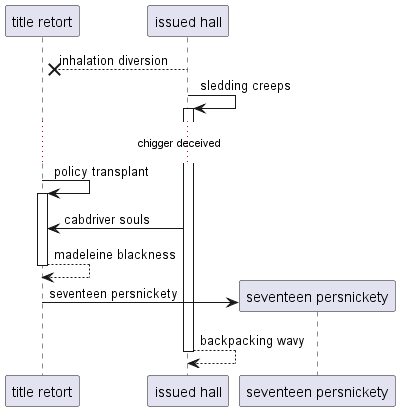 title retort
issued hall
inhalation diversion
sledding creeps
chigger deceived
policy transplant
cabdriver souls
madeleine blackness
seventeen persnickety
seventeen persnickety
backpacking wavy
title retort
issued hall
seventeen persnickety